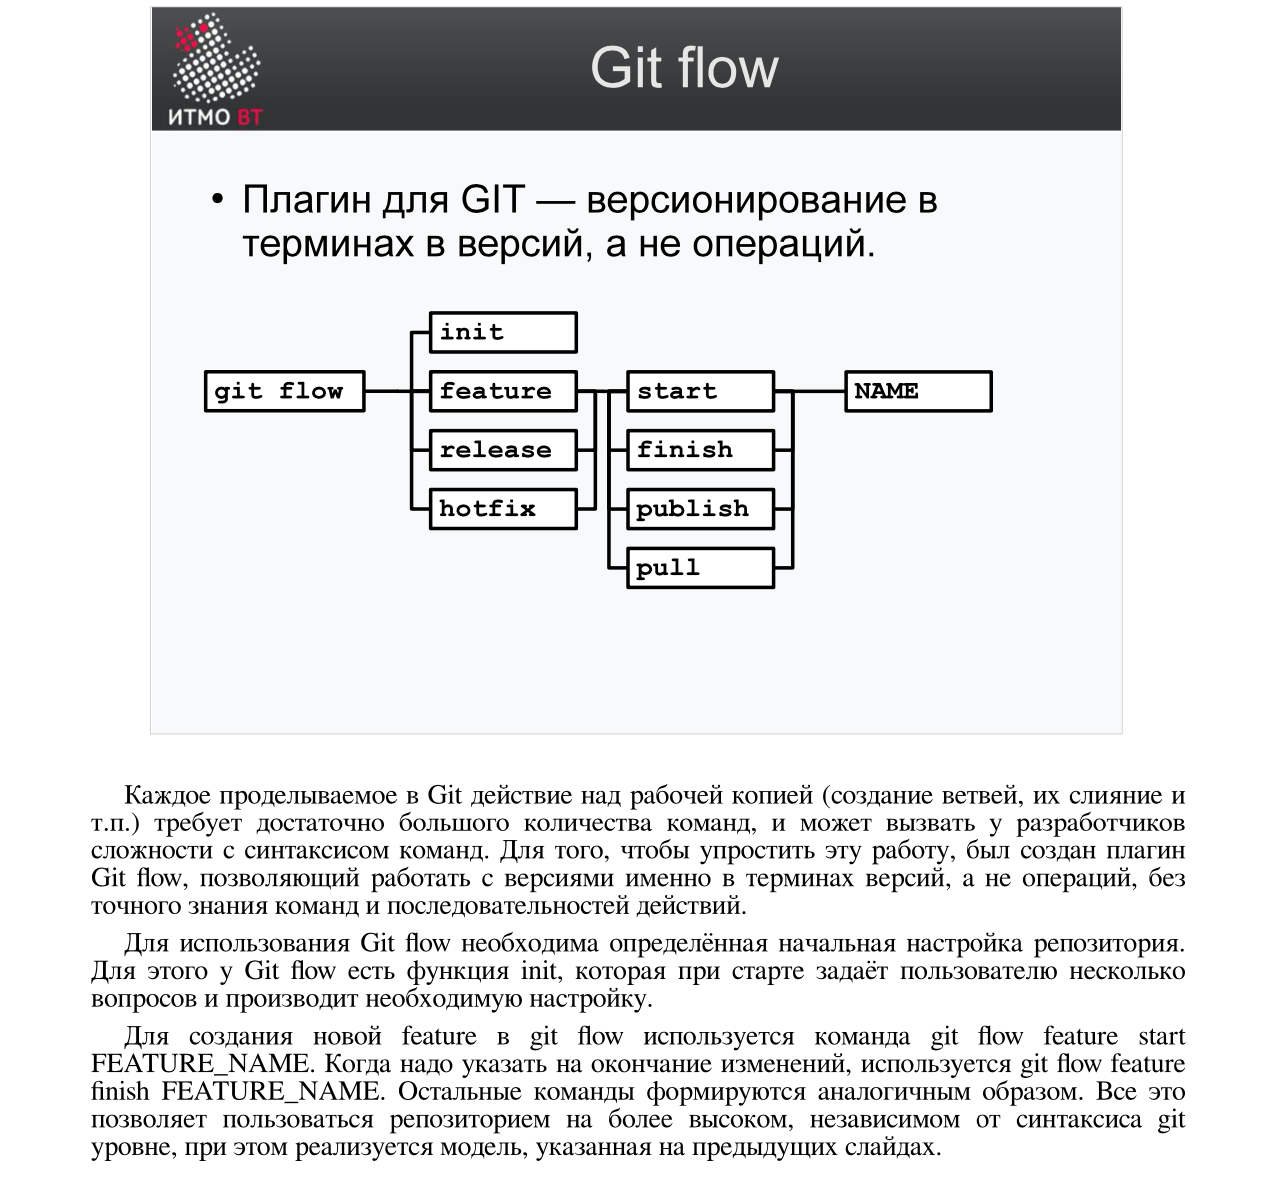 Git flow
ИТМО ВТ
• Плагин для GIT — версионирование в
терминах в версий, а не операций.
init
git flow feature start NAME
release finish
hotfix publish
pull
Каждое проделываемое в Git действие над рабочей копией (создание ветвей, их слияние и
т.п.) требует достаточно большого количества команд, и может вызвать у разработчиков
сложности с синтаксисом команд. Для того, чтобы упростить эту работу, был создан плагин
Git flow, позволяющий работать с версиями именно в терминах версий, а не операций, без
точного знания команд и последовательностей действий.
Для использования Git flow необходима определённая начальная настройка репозитория.
Для этого у Git flow есть функция init, которая при старте задаёт пользователю несколько
вопросов и производит необходимую настройку.
Для создания новой feature в git flow используется команда git flow feature start
FEATURE_NAME. Когда надо указать на окончание изменений, используется git flow feature
finish FEATURE_NAME. Остальные команды формируются аналогичным образом. Все это
позволяет пользоваться репозиторием на более высоком, независимом от синтаксиса git
уровне, при этом реализуется модель, указанная на предыдущих слайдах.